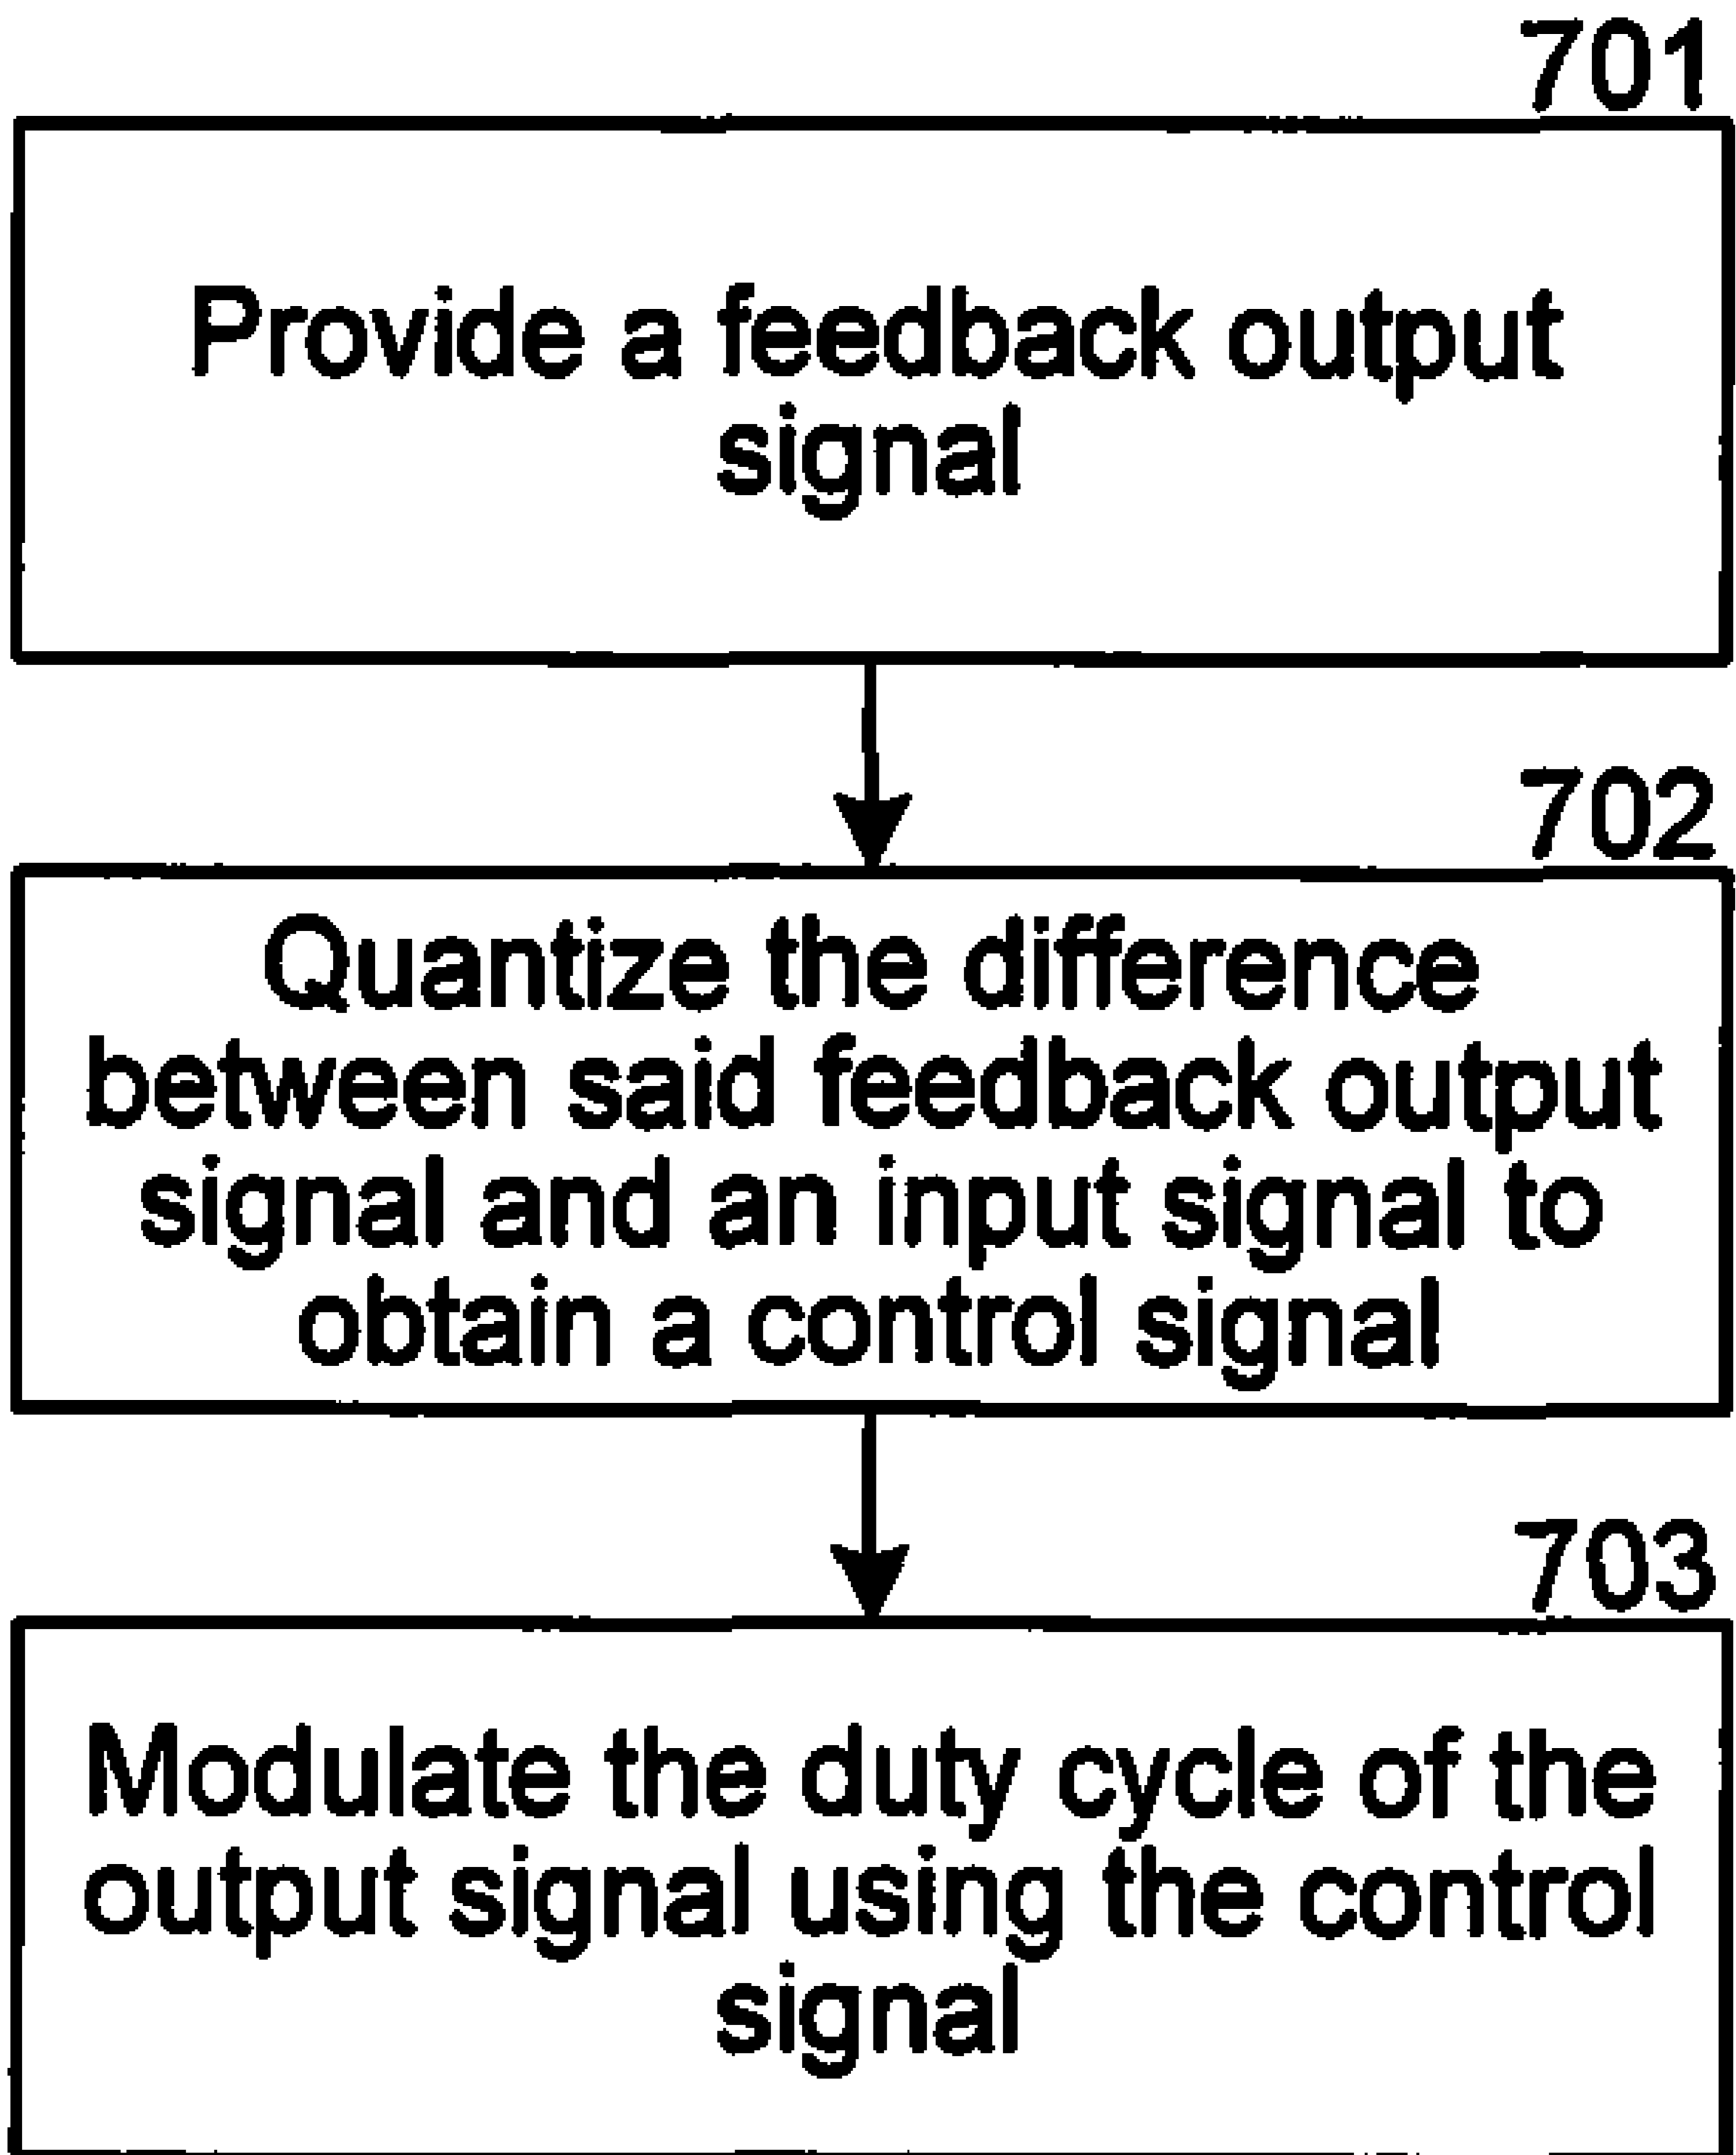 701
Provide a feedback output
signal
702
Quantize the difference
between said feedback output
signal and an input signal to
obtain a control signal
703
Modulate the duty cycle of the
output signal using the control
signal